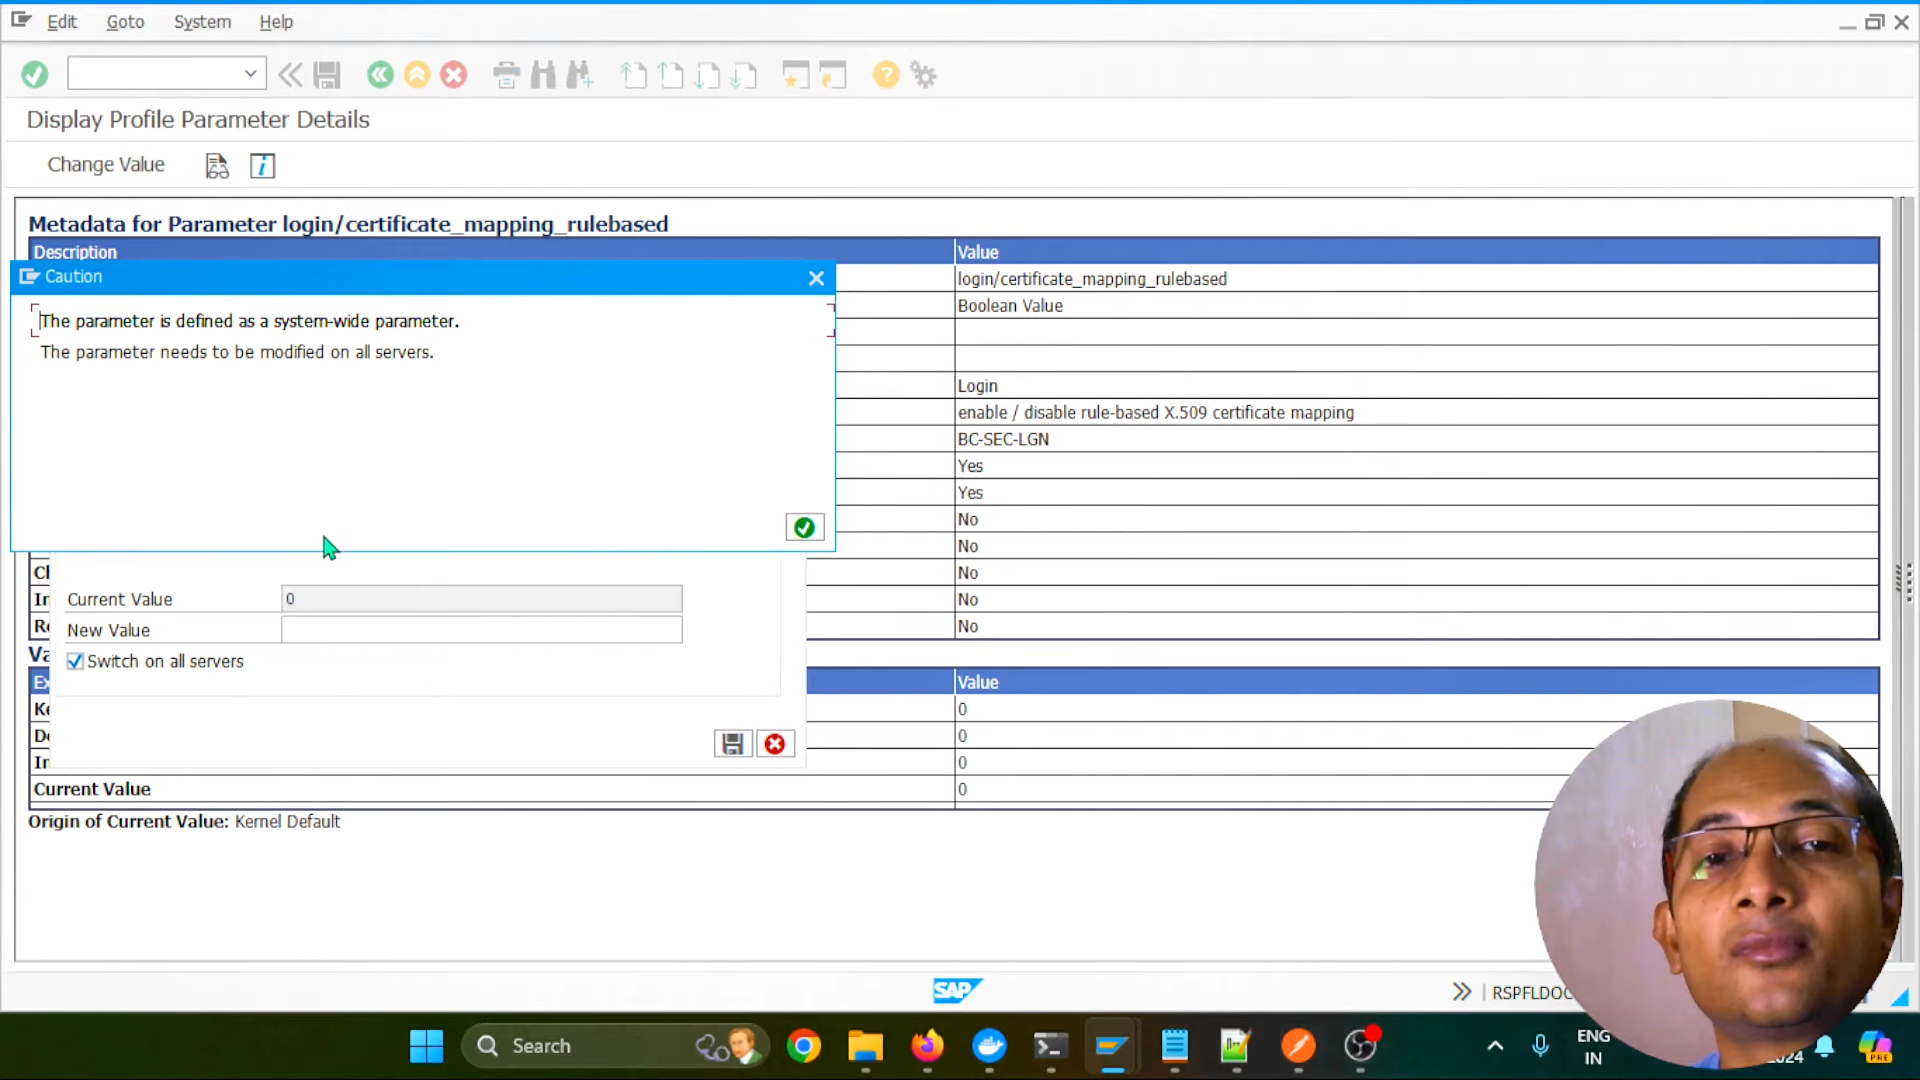 Edit Goto System Help
Display Profile Parameter Details
Change Value
Metadata for Parameter login/certificate_mapping_rulebased
Description Value
Caution
login/certificate_mapping_rulebased
The parameter is defined as a system-wide parameter.
Boolean Value
The parameter needs to be modified on all servers.
Login
enable / disable rule-based X.509 certificate mapping
BC-SEC-LGN
Yes
Yes
No
No
No
Current Value 0
No
New Value
No
Switch on all servers
Value
0
0
0
Current Value 0
Origin of Current Value: Kernel Default
SAP
Search
ENG
IN
PRE